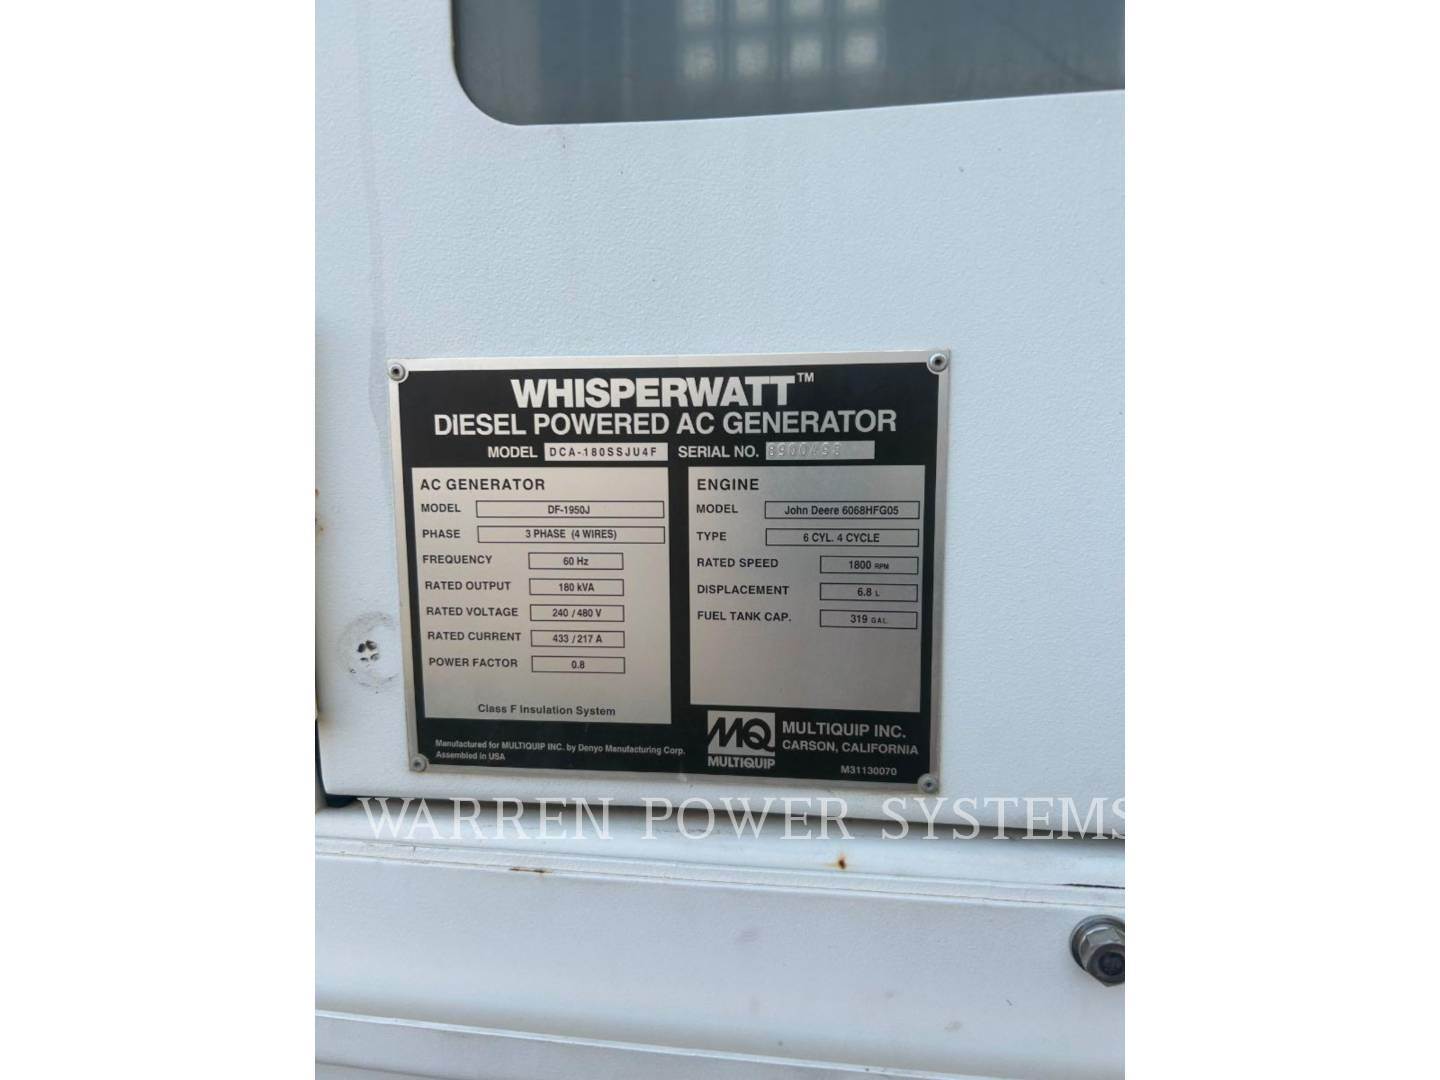 WHISPERWATT™
DIESEL POWERED AC GENERATOR
MODEL DCA-180SSJU4F SERIAL NO.
AC GENERATOR
MODEL DF-1950J
PHASE 3 PHASE (4 WIRES)
FREQUENCY 60 Hz
RATED OUTPUT 180 kVA
RATED VOLTAGE 240 / 480 V
RATED CURRENT 433 / 217 A
POWER FACTOR 0.8
Class F Insulation System
ENGINE
MODEL John Deere 6068HFG05
TYPE 6 CYL. 4 CYCLE
RATED SPEED 1800 RPM
DISPLACEMENT 6.8 L
FUEL TANK CAP. 319 GAL.
Manufactured for MULTIQUIP INC. by Denyo Manufacturing Corp.
Assembled in USA
MQ
MULTIQUIP
MULTIQUIP INC.
CARSON, CALIFORNIA
M31130070
WARREN POWER SYSTEMS